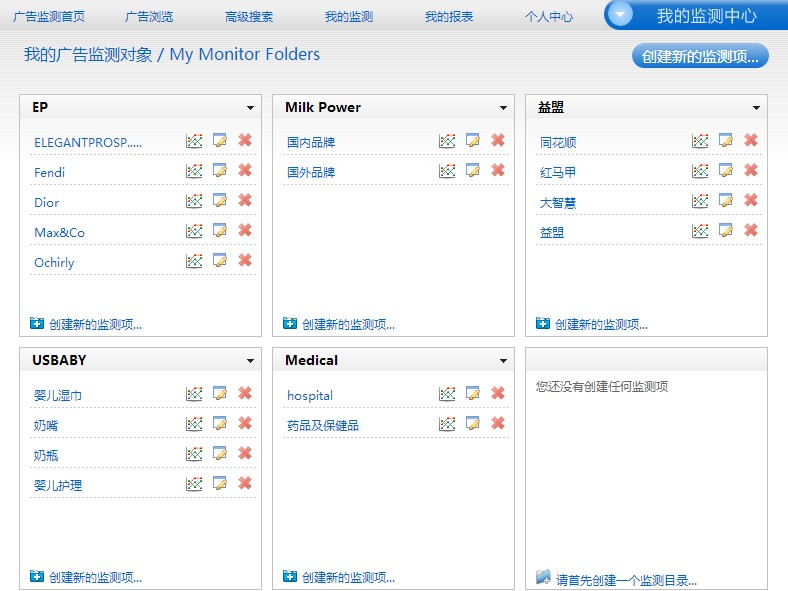 广告监测首页 广告浏览 高级搜素 我的监测 我的报表 个人中心 我的监测中心
我的广告监测对象 / My Monitor Folders 创建新的监测项...
EP
ELEGANTPROSP.....
Fendi
Dior
Max&Co
Ochirly
创建新的监测项...
Milk Power
国内品牌
国外品牌
创建新的监测项...
益盟
同花顺
红马甲
大智慧
益盟
创建新的监测项...
USBABY
婴儿湿巾
奶嘴
奶瓶
婴儿护理
创建新的监测项...
Medical
hospital
药品及保健品
创建新的监测项...
您还没有创建任何监测项
请首先创建一个监测目录...